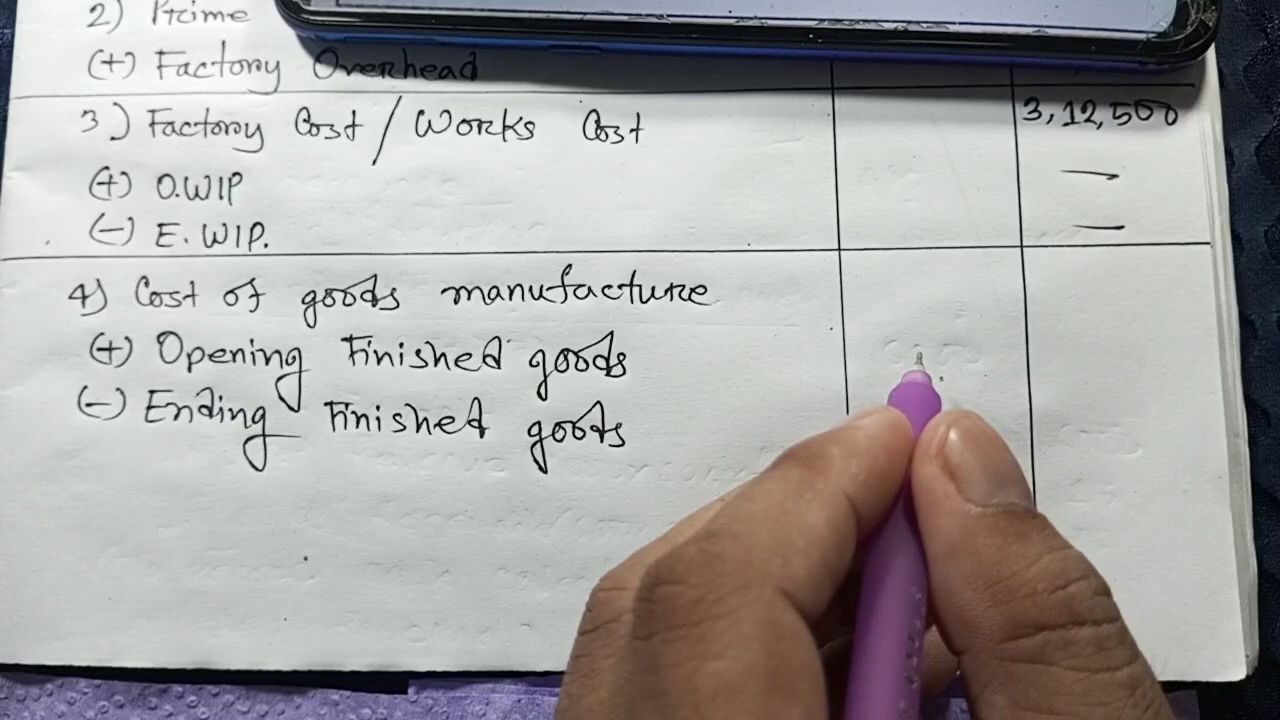 2) Prime
(+) Factory Overhead
3) Factory Cost / Works Cost 3,12,500
(+) O.WIP —
(-) E. WIP. —
4) Cost of goods manufacture
(+) Opening Finished goods
(-) Ending Finished goods